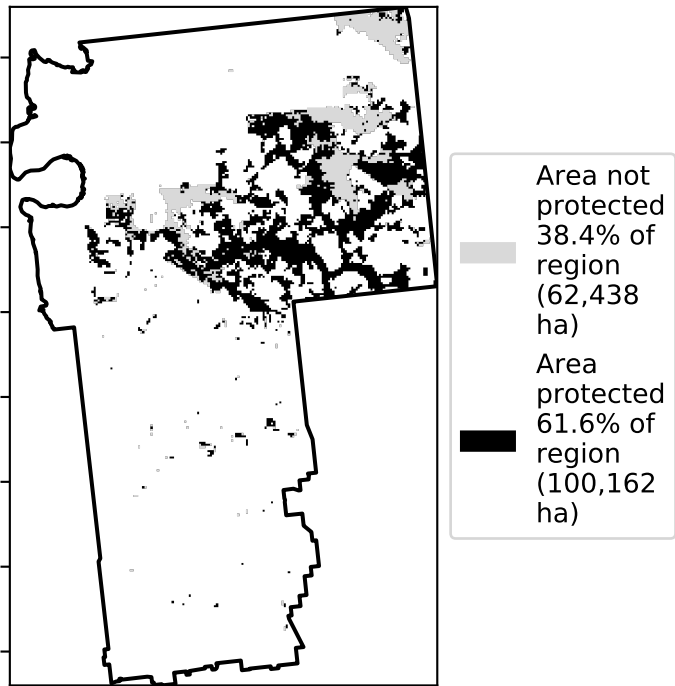 Area not
protected
38.4% of
region
(62,438
ha)
Area
protected
61.6% of
region
(100,162
ha)